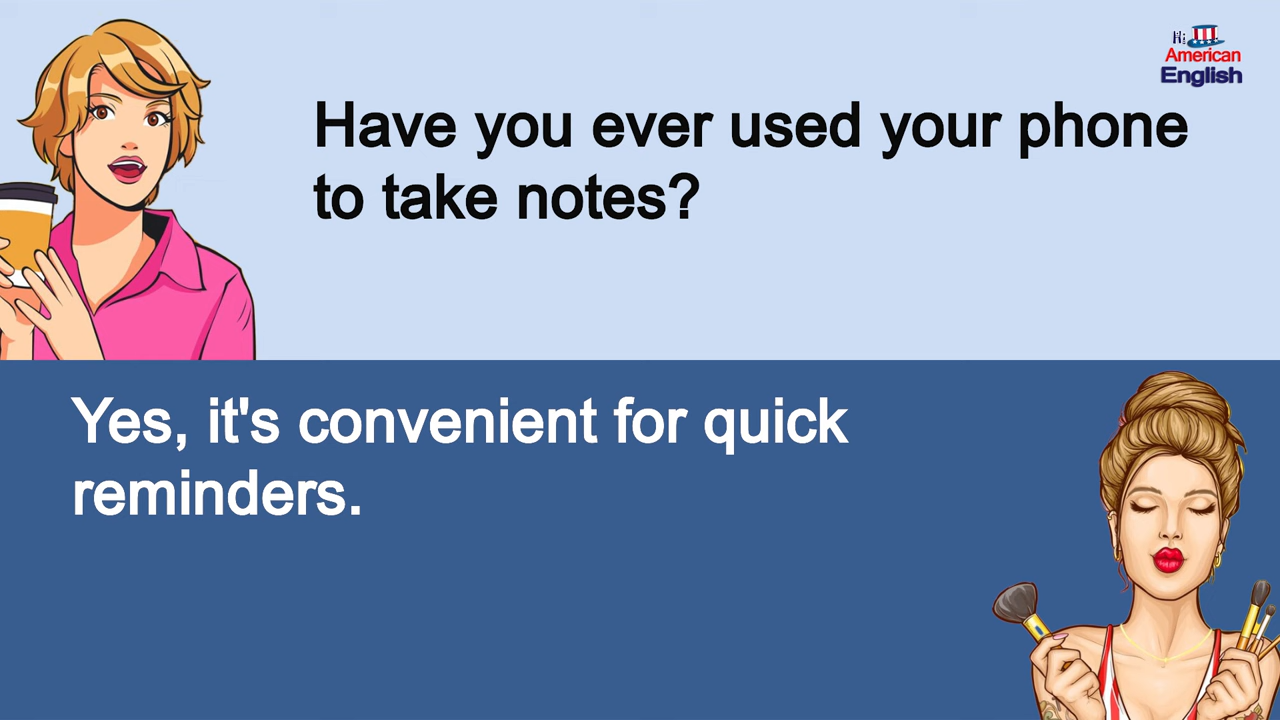 Hi
American
English
Have you ever used your phone
to take notes?
Yes, it's convenient for quick
reminders.